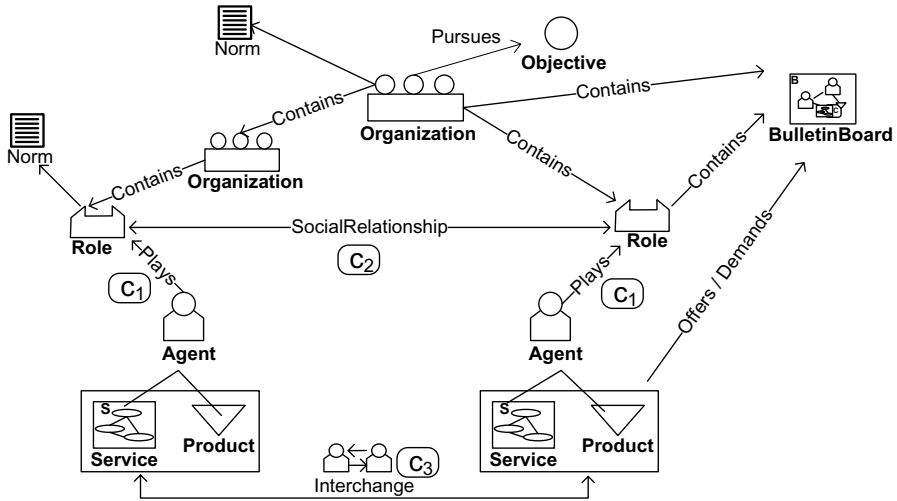 Norm
Pursues
Objective
Contains
Contains
B
C
Organization
BulletinBoard
Norm
Contains
Organization
Contains
Contains
Role
SocialRelationship
Role
C2
Plays
C1
Plays
C1
Offers / Demands
Agent
Agent
S
Service
Product
S
Service
Product
C3
Interchange